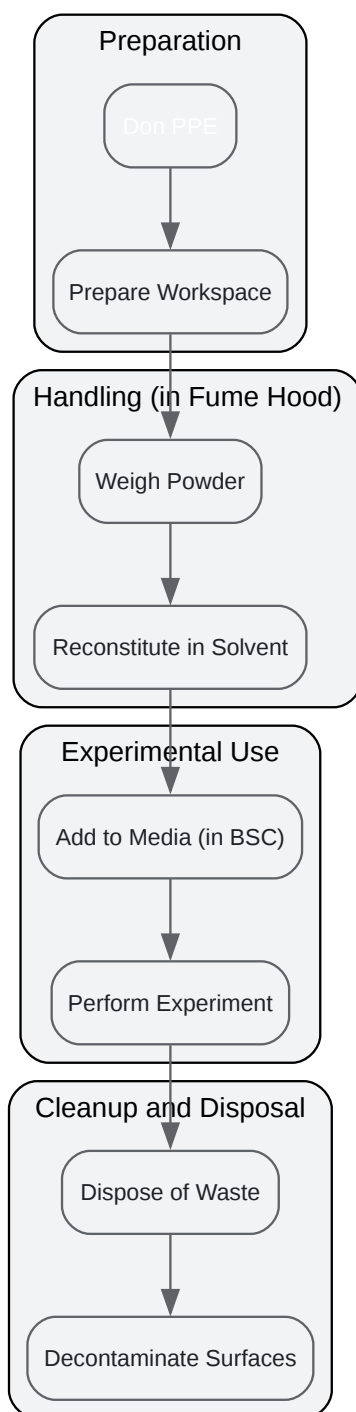 Preparation
Don PPE
Prepare Workspace
Handling (in Fume Hood)
Weigh Powder
Reconstitute in Solvent
Experimental Use
Add to Media (in BSC)
Perform Experiment
Cleanup and Disposal
Dispose of Waste
Decontaminate Surfaces